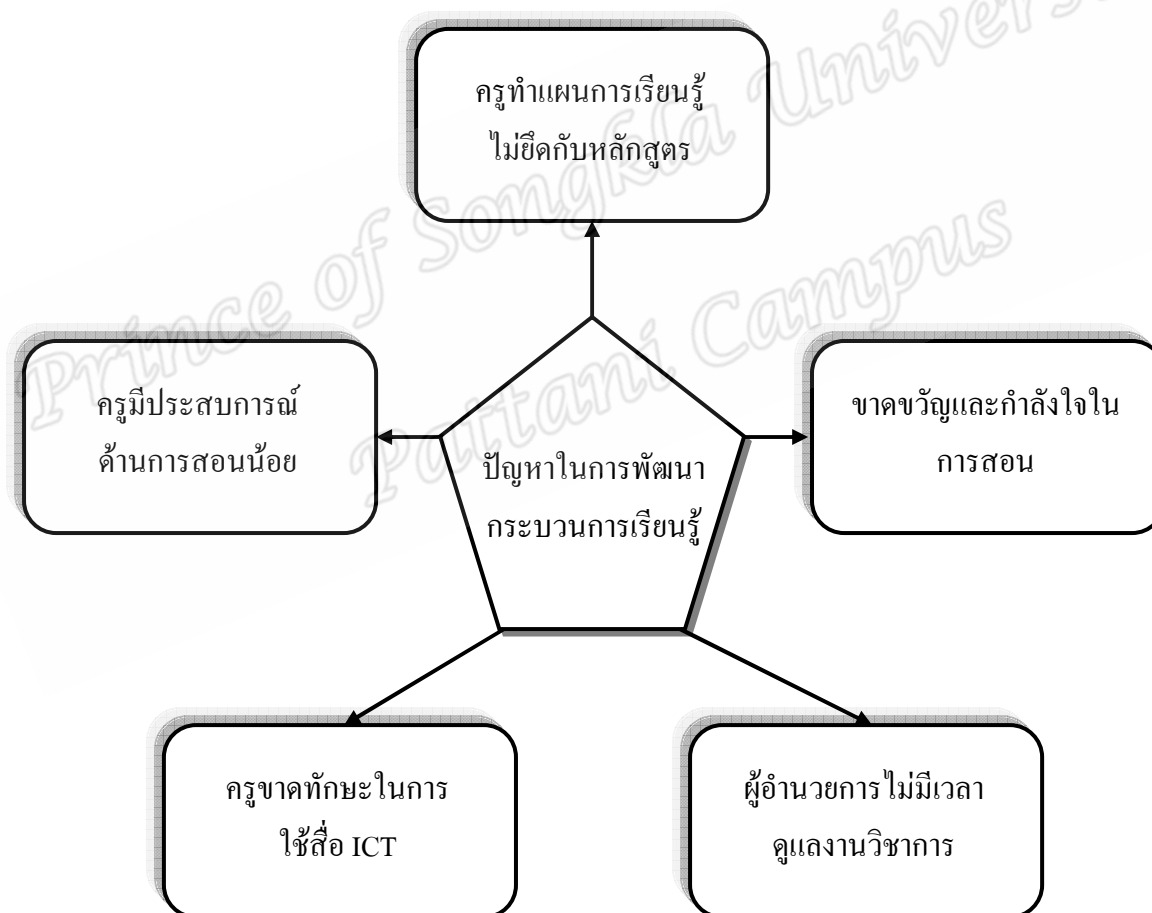 Prince of Songkla Univers
Pattani Campus
ครูทำแผนการเรียนรู้
ไม่ยึดกับหลักสูตร
ครูมีประสบการณ์
ด้านการสอนน้อย
ขาดขวัญและกำลังใจใน
การสอน
ปัญหาในการพัฒนา
กระบวนการเรียนรู้
ครูขาดทักษะในการ
ใช้สื่อ ICT
ผู้อำนวยการไม่มีเวลา
ดูแลงานวิชาการ